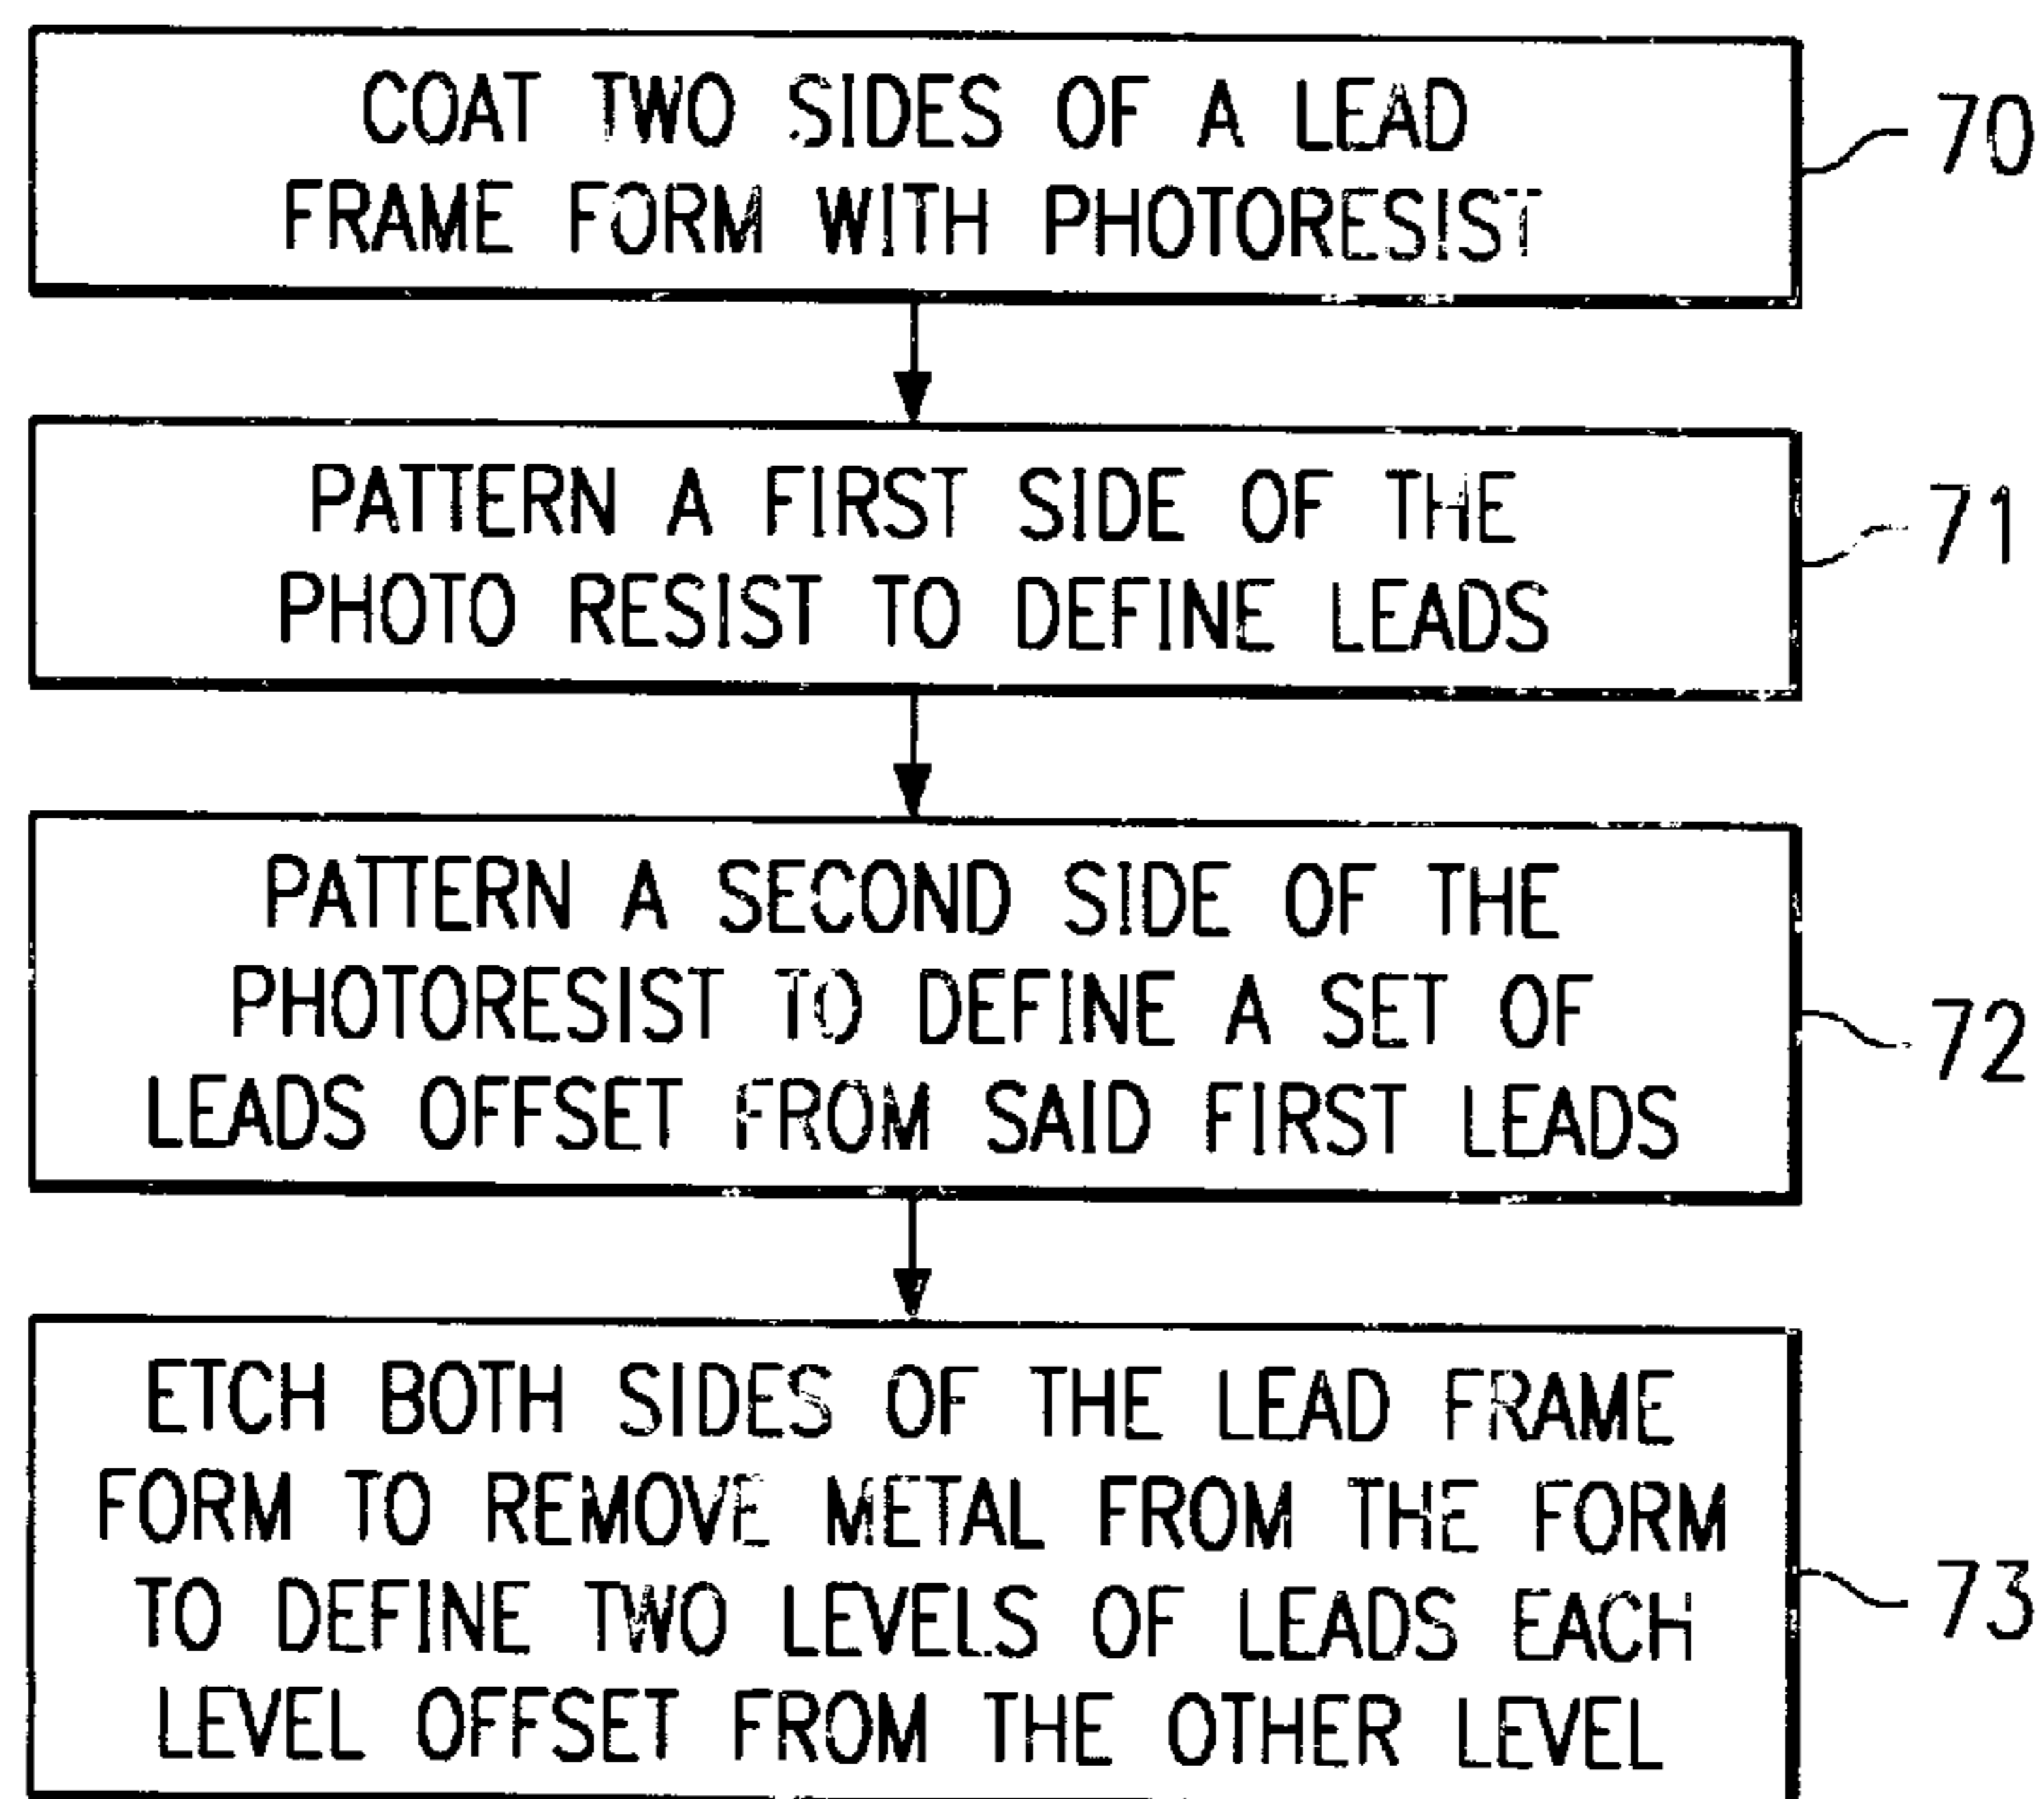 COAT TWO SIDES OF A LEAD
FRAME FORM WITH PHOTORESIST
70
PATTERN A FIRST SIDE OF THE
PHOTO RESIST TO DEFINE LEADS
71
PATTERN A SECOND SIDE OF THE
PHOTORESIST TO DEFINE A SET OF
LEADS OFFSET FROM SAID FIRST LEADS
72
ETCH BOTH SIDES OF THE LEAD FRAME
FORM TO REMOVE METAL FROM THE FORM
TO DEFINE TWO LEVELS OF LEADS EACH
LEVEL OFFSET FROM THE OTHER LEVEL
73